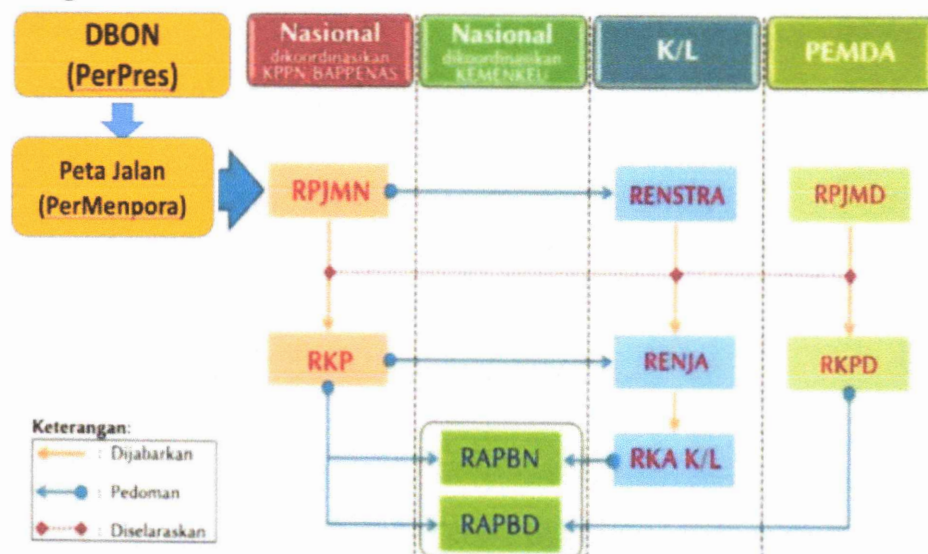 DBON
(PerPres)
Nasional
dikoordinasikan
KPPN BAPPENAS
Nasional
dikoordinasikan
KEMENKEU
K/L
PEMDA
Peta Jalan
(PerMenpora)
RPJMN
RENSTRA
RPJMD
RKP
RENJA
RKPD
Keterangan:
: Dijabarkan
: Pedoman
: Diselaraskan
RAPBN
RKA K/L
RAPBD